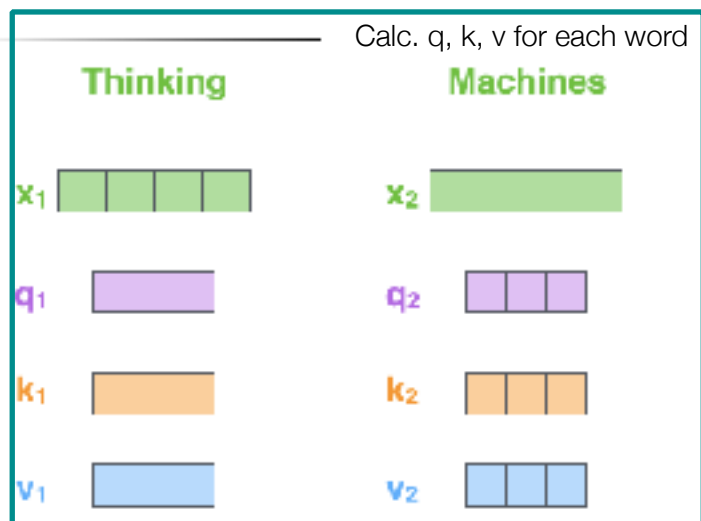 Calc. q, k, v for each word
Thinking Machines
x₁ x₂
q₁ q₂
k₁ k₂
v₁ v₂